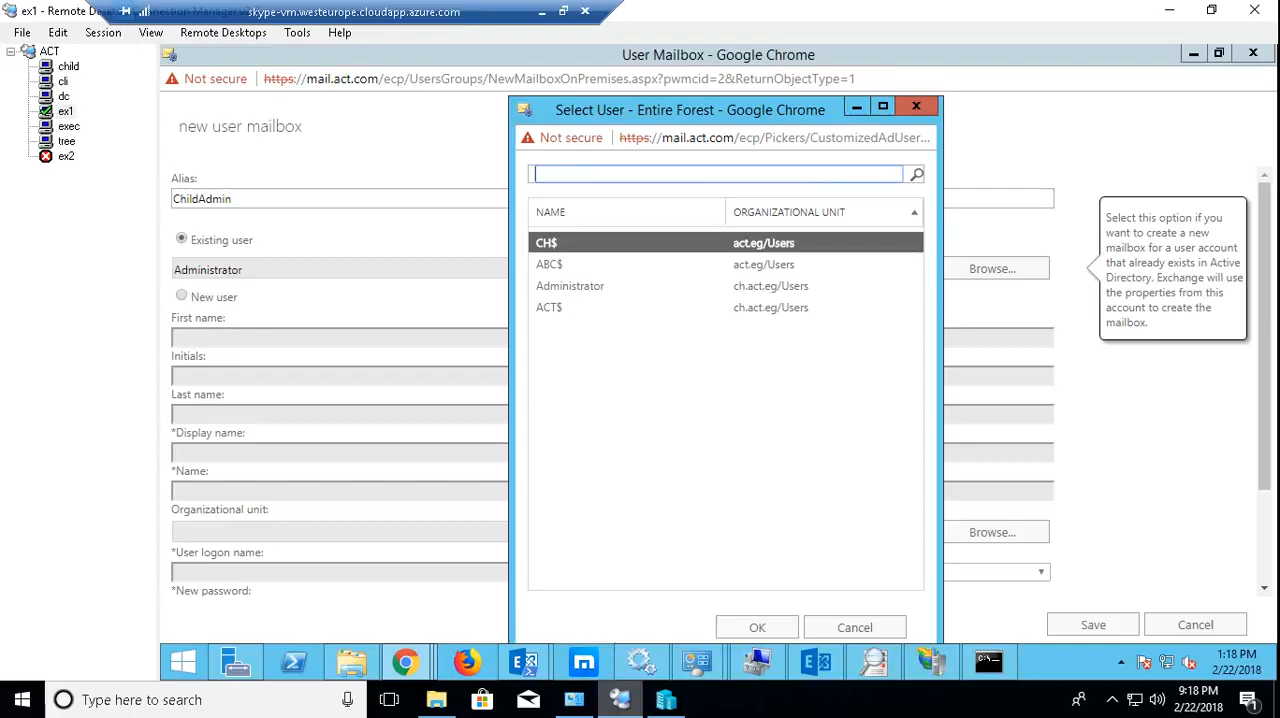 ex1 - Remote Desktop Connection Manager
skype-vm.westeurope.cloudapp.azure.com
File Edit Session View Remote Desktops Tools Help
ACT
child
cli
dc
ex1
exec
tree
ex2
User Mailbox - Google Chrome
Not secure https://mail.act.com/ecp/UsersGroups/NewMailboxOnPremises.aspx?pwmcid=2&ReturnObjectType=1
new user mailbox
Alias:
ChildAdmin
Existing user
Administrator
Browse...
New user
First name:
Initials:
Last name:
*Display name:
*Name:
Organizational unit:
Browse...
*User logon name:
*New password:
Save Cancel
Select this option if you
want to create a new
mailbox for a user account
that already exists in Active
Directory. Exchange will use
the properties from this
account to create the
mailbox.
Select User - Entire Forest - Google Chrome
Not secure https://mail.act.com/ecp/Pickers/CustomizedAdUser...
NAME ORGANIZATIONAL UNIT
CH$ act.eg/Users
ABC$ act.eg/Users
Administrator ch.act.eg/Users
ACT$ ch.act.eg/Users
OK Cancel
1:18 PM
2/22/2018
Type here to search
9:18 PM
2/22/2018
1